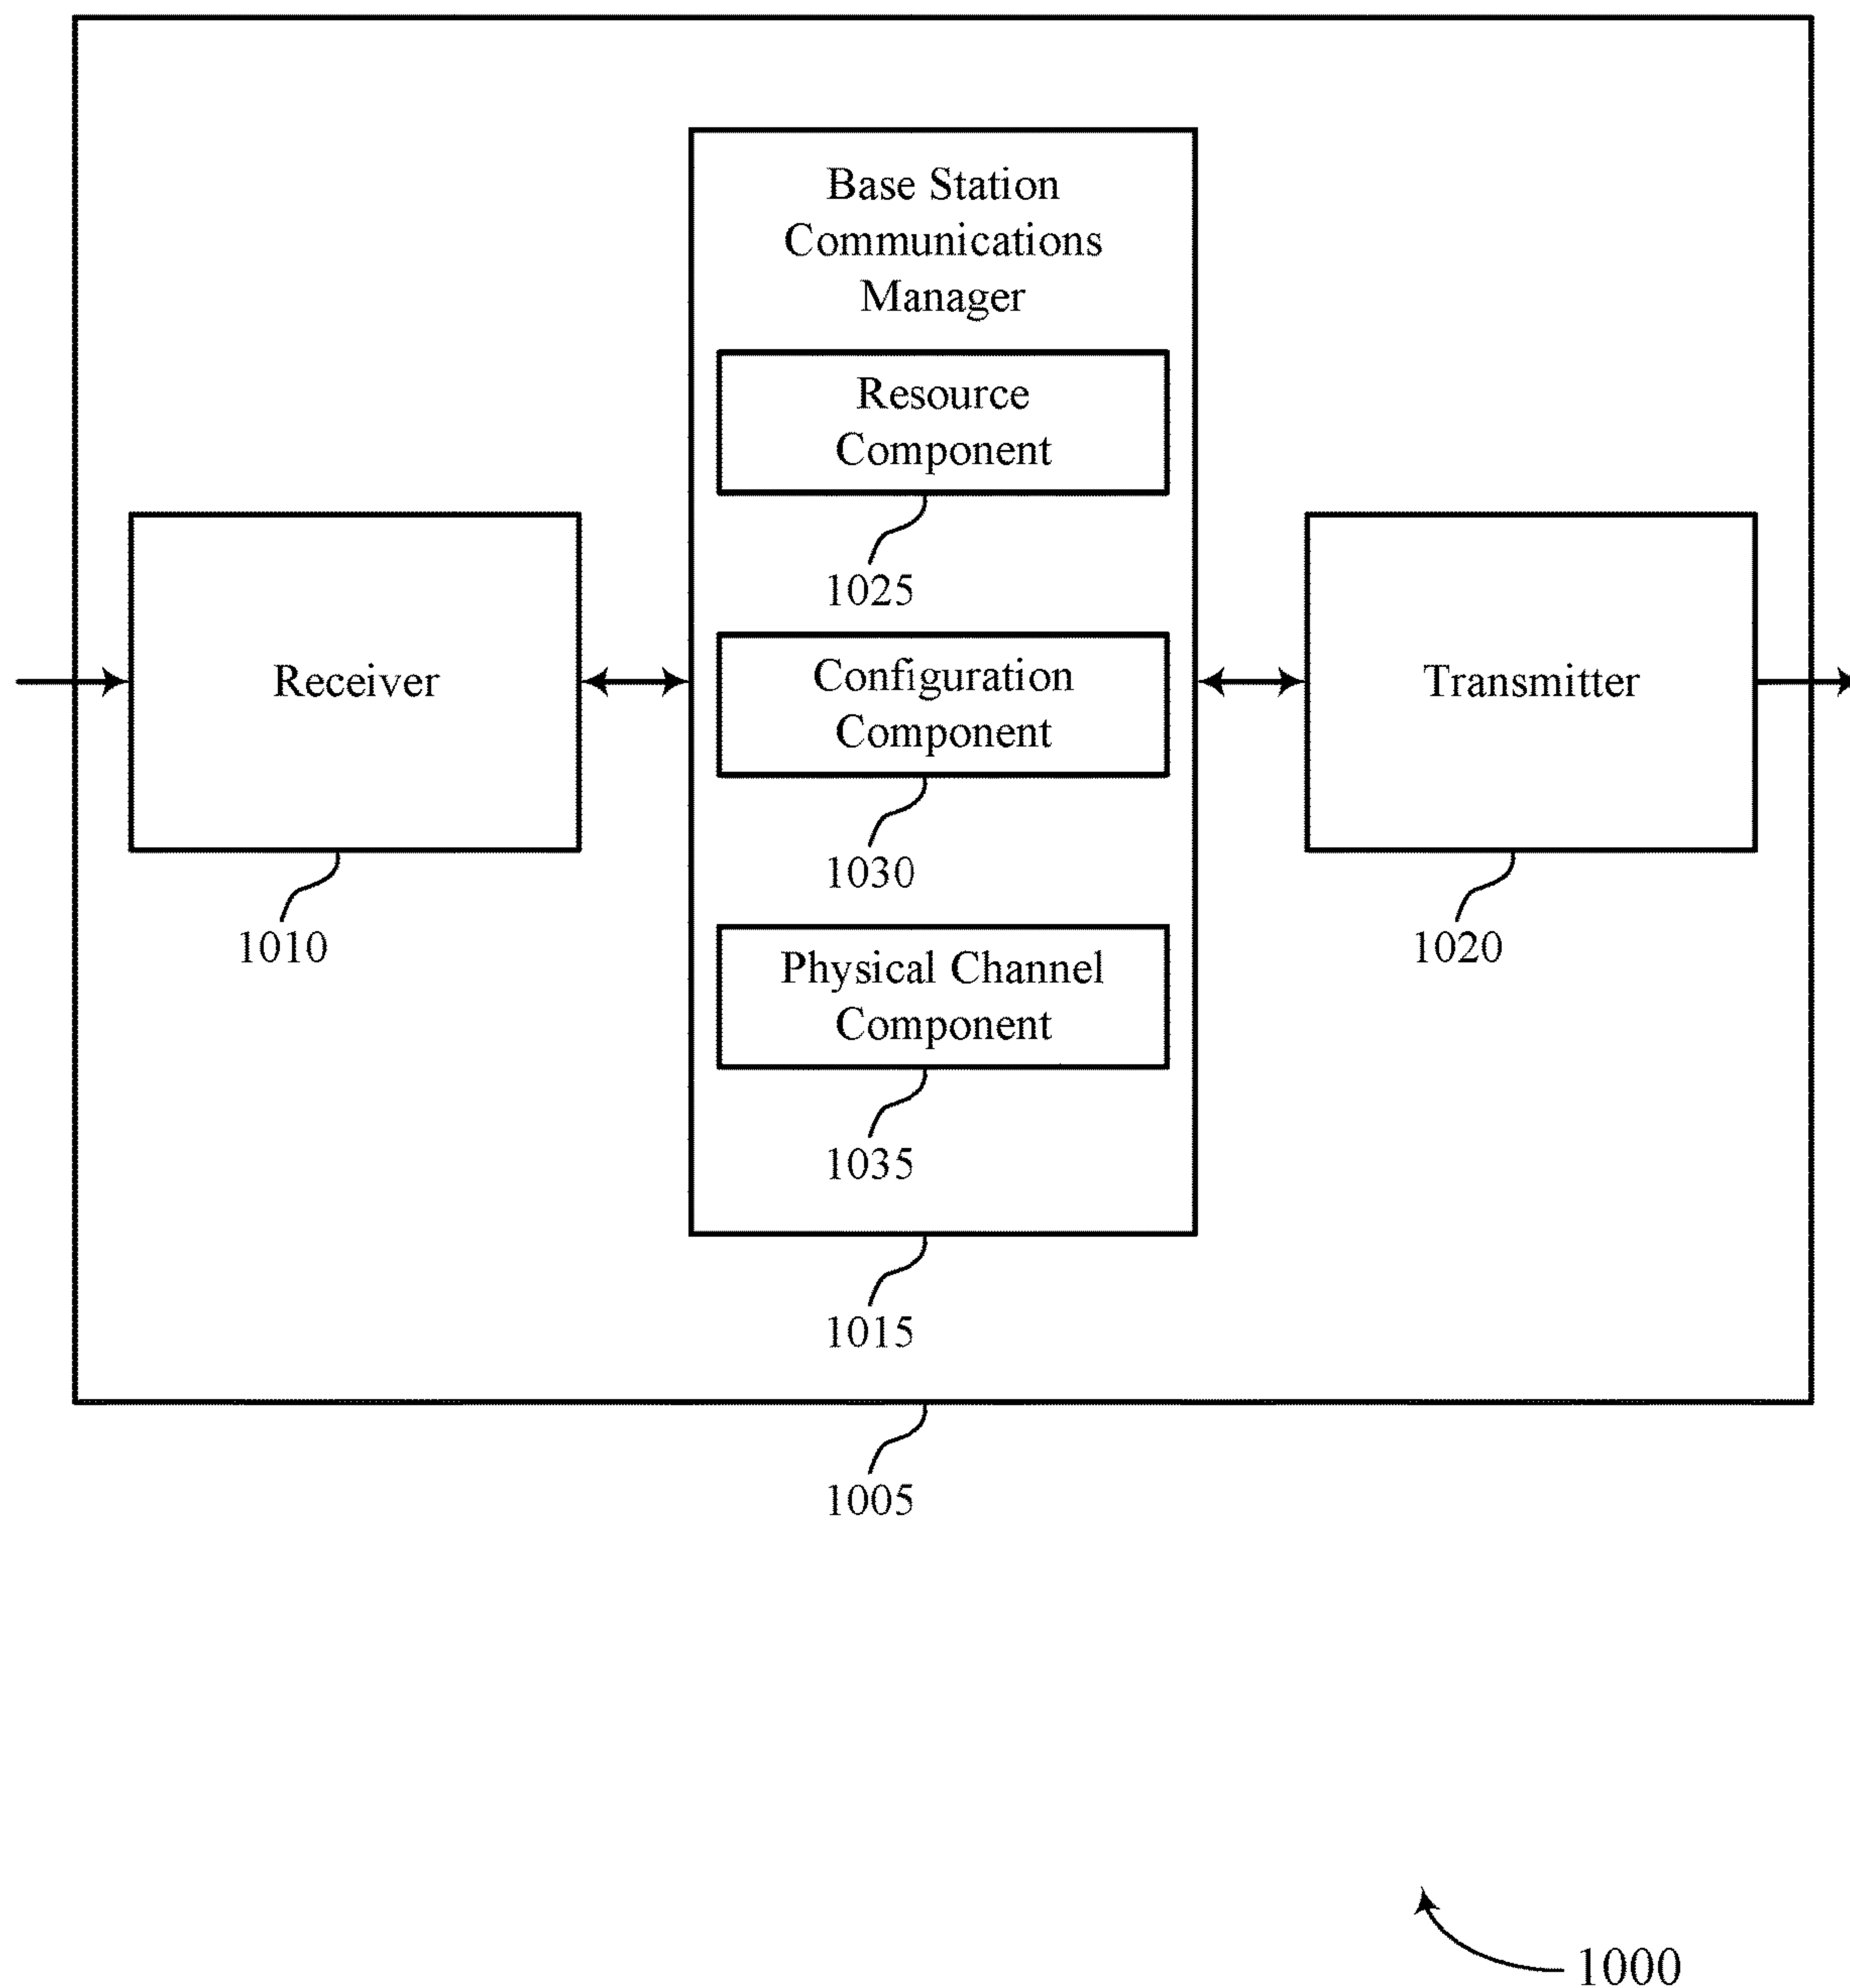 Base Station
Communications
Manager
Resource
Component
1025
Receiver
1010
Configuration
Component
1030
Transmitter
1020
Physical Channel
Component
1035
1015
1005
1000